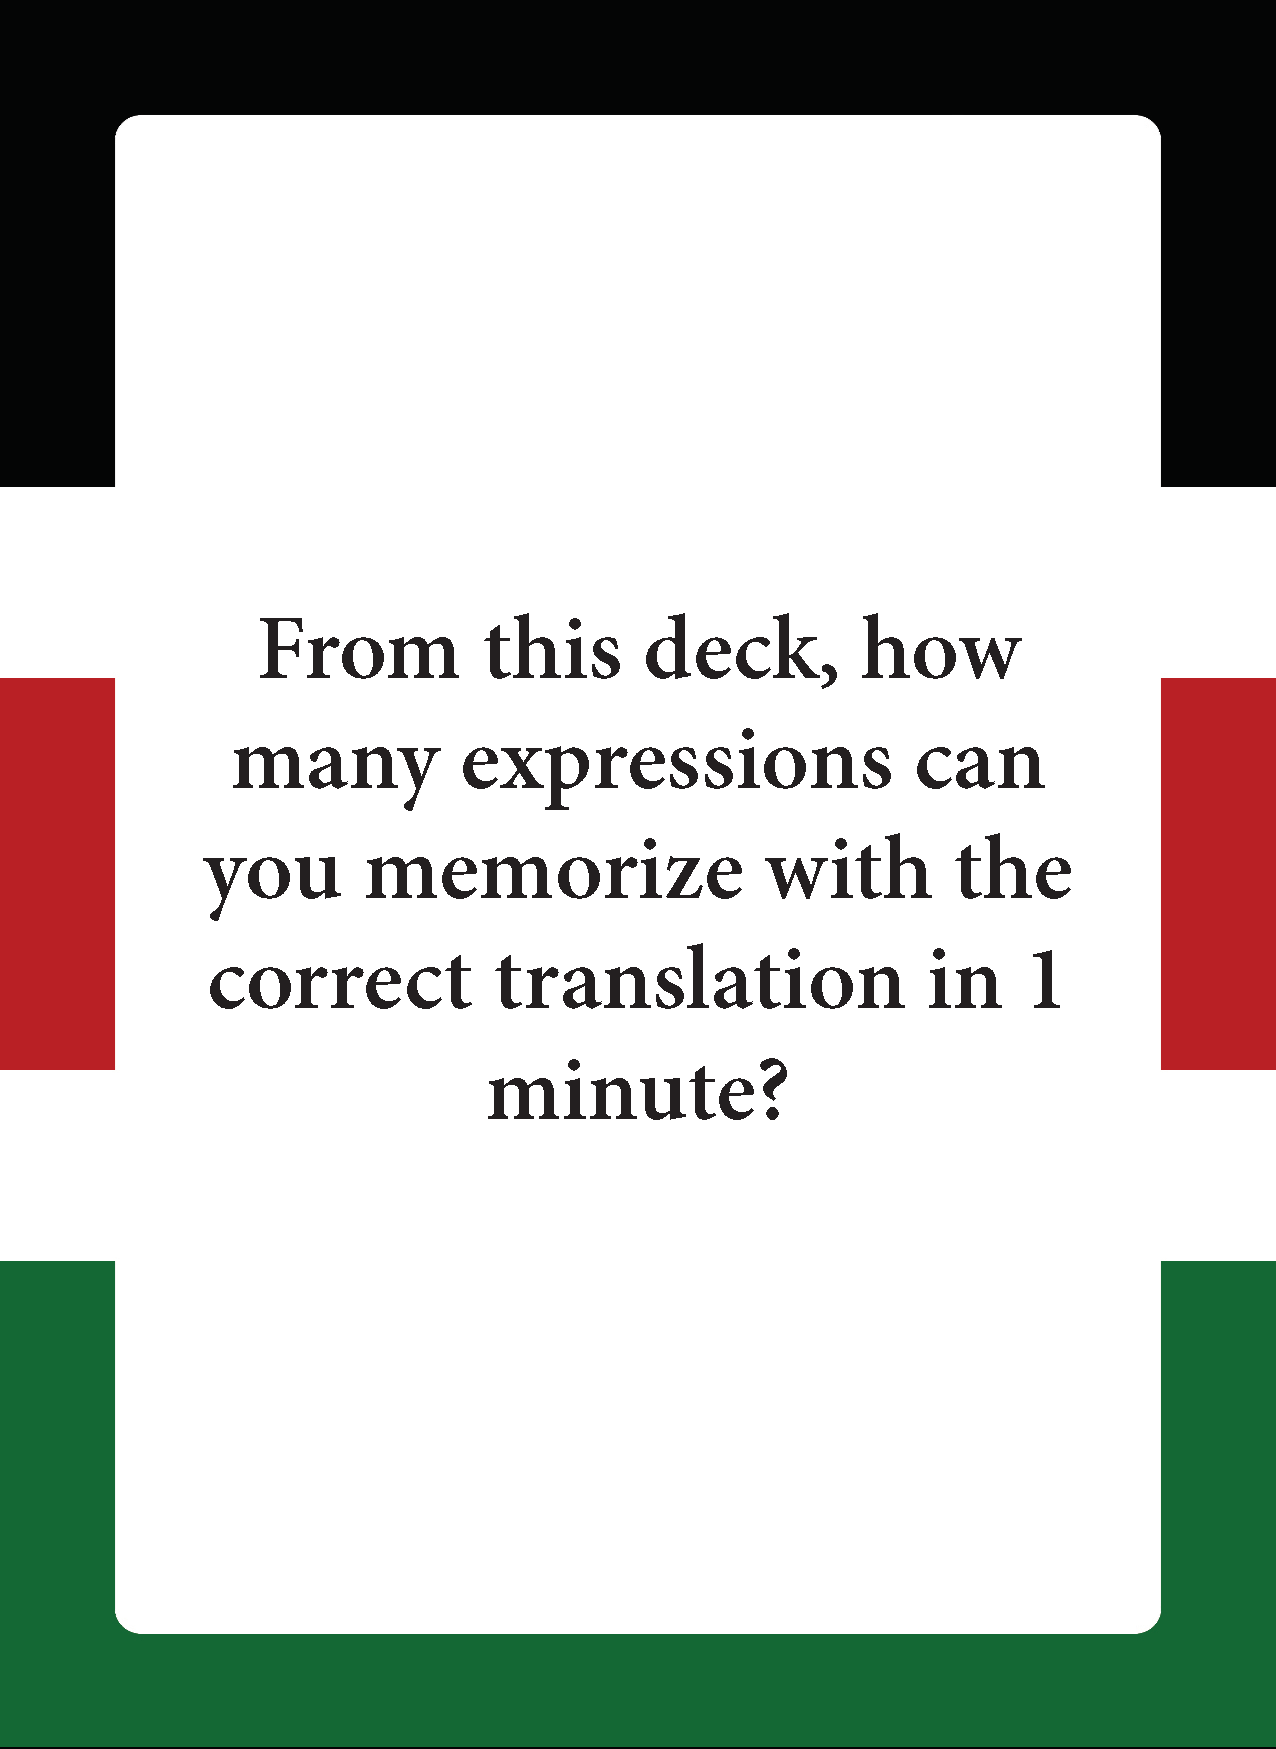 From this deck, how
many expressions can
you memorize with the
correct translation in 1
minute?